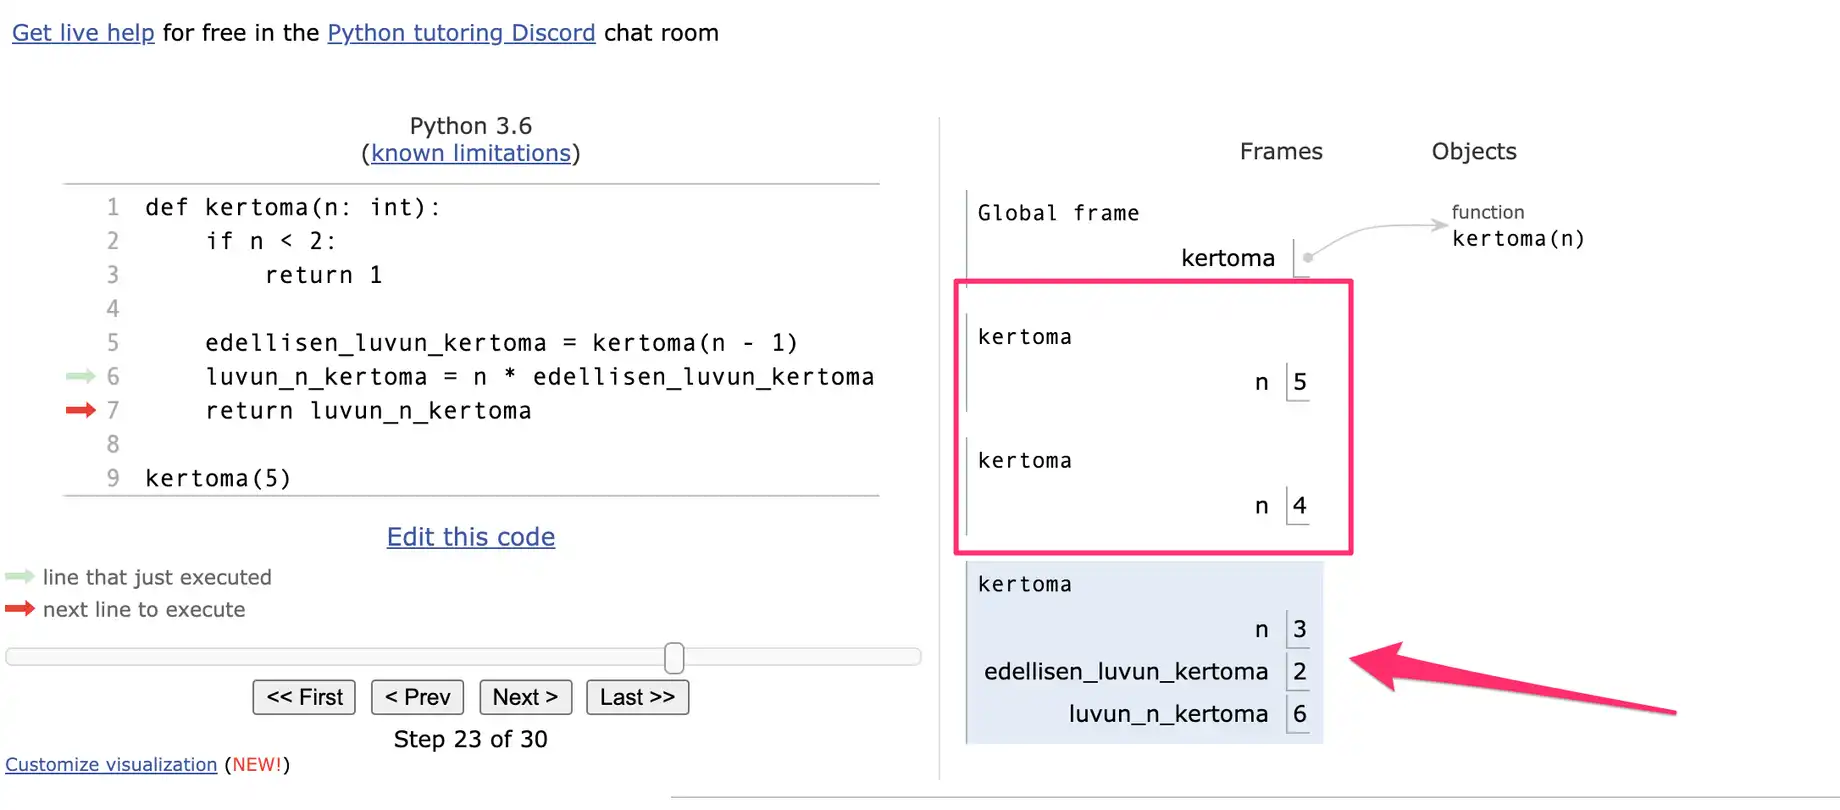 Get live help for free in the Python tutoring Discord chat room
Python 3.6
(known limitations)
1 def kertoma(n: int):
2     if n < 2:
3         return 1
4
5     edellisen_luvun_kertoma = kertoma(n - 1)
6     luvun_n_kertoma = n * edellisen_luvun_kertoma
7     return luvun_n_kertoma
8
9 kertoma(5)
Edit this code
line that just executed
next line to execute
<< First < Prev Next > Last >>
Step 23 of 30
Customize visualization (NEW!)
Frames Objects
Global frame
kertoma
function
kertoma(n)
kertoma
n 5
kertoma
n 4
kertoma
n 3
edellisen_luvun_kertoma 2
luvun_n_kertoma 6